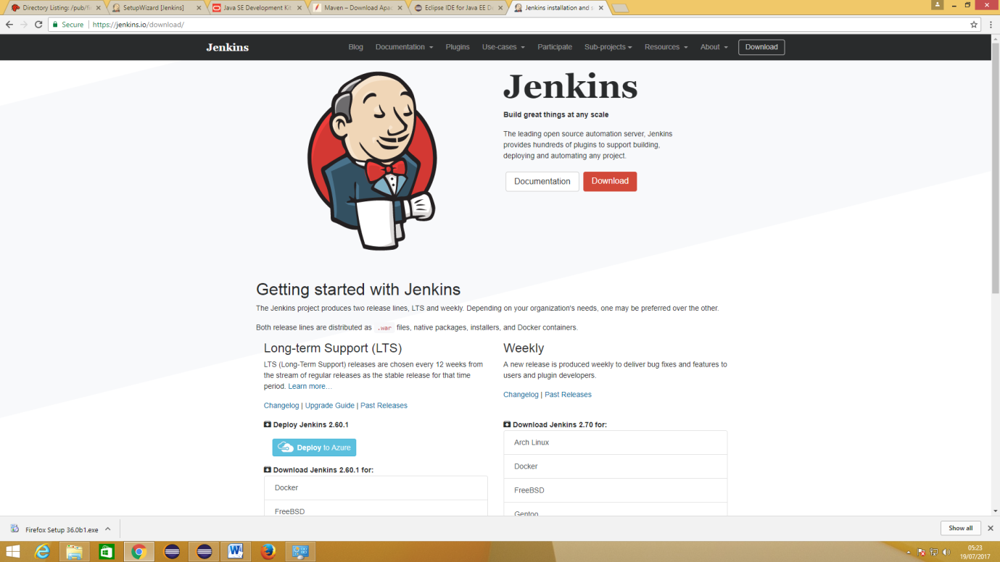 Directory Listing: /pub/fi
SetupWizard [Jenkins]
Java SE Development Kit
Maven – Download Apac
Eclipse IDE for Java EE De
Jenkins installation and s
Secure https://jenkins.io/download/
Jenkins Blog Documentation Plugins Use-cases Participate Sub-projects Resources About Download
Jenkins
Build great things at any scale
The leading open source automation server, Jenkins
provides hundreds of plugins to support building,
deploying and automating any project.
Documentation Download
Getting started with Jenkins
The Jenkins project produces two release lines, LTS and weekly. Depending on your organization's needs, one may be preferred over the other.
Both release lines are distributed as .war files, native packages, installers, and Docker containers.
Long-term Support (LTS)
LTS (Long-Term Support) releases are chosen every 12 weeks from
the stream of regular releases as the stable release for that time
period. Learn more…
Changelog | Upgrade Guide | Past Releases
Deploy Jenkins 2.60.1
Deploy to Azure
Download Jenkins 2.60.1 for:
Docker
FreeBSD
Weekly
A new release is produced weekly to deliver bug fixes and features to
users and plugin developers.
Changelog | Past Releases
Download Jenkins 2.70 for:
Arch Linux
Docker
FreeBSD
Gentoo
Firefox Setup 36.0b1.exe
Show all
05:23
19/07/2017